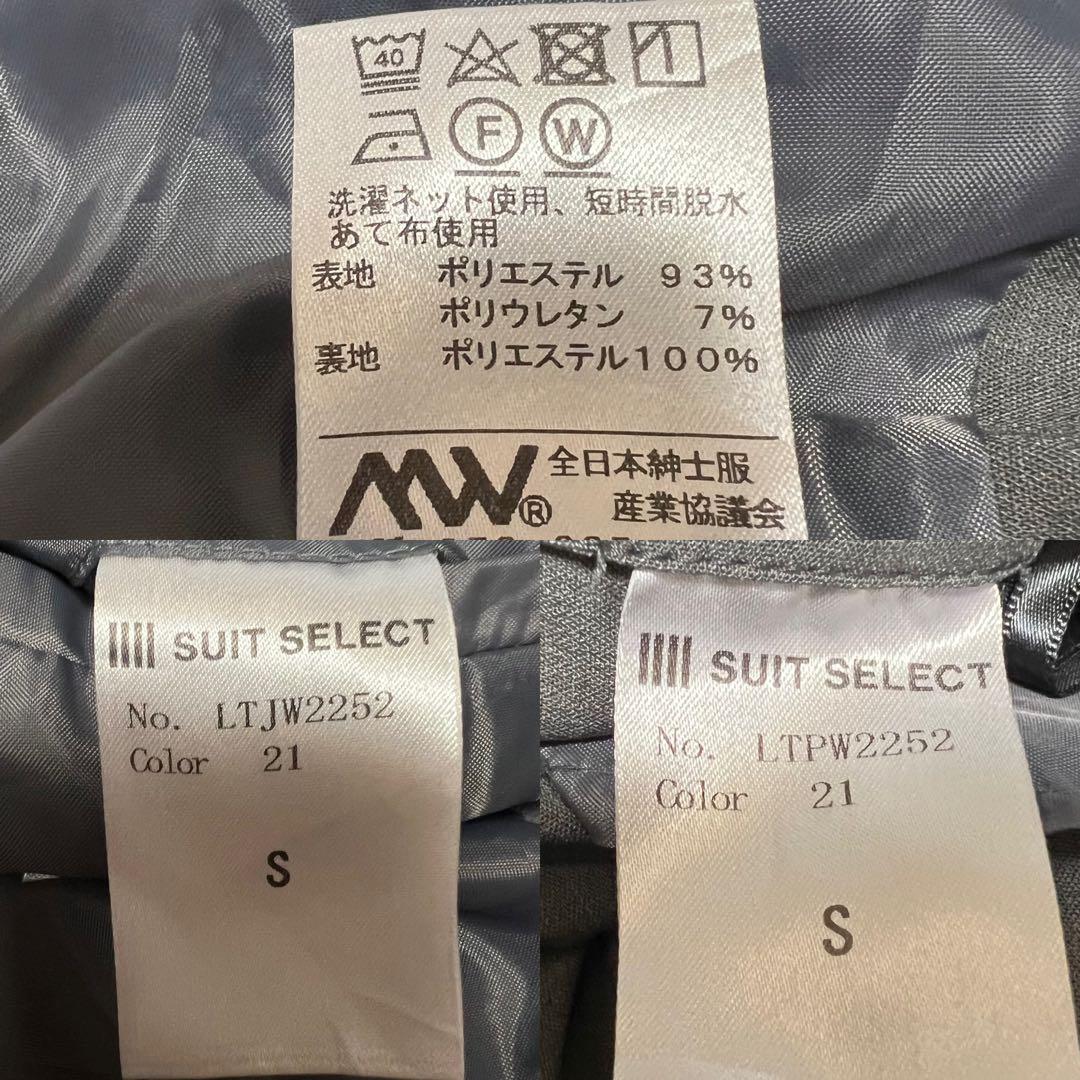 40
F W
洗濯ネット使用、短時間脱水
あて布使用
表地 ポリエステル 93%
ポリウレタン 7%
裏地 ポリエステル100%
MW® 全日本紳士服
産業協議会
SUIT SELECT
No. LTJW2252
Color 21
S
SUIT SELECT
No. LTPW2252
Color 21
S